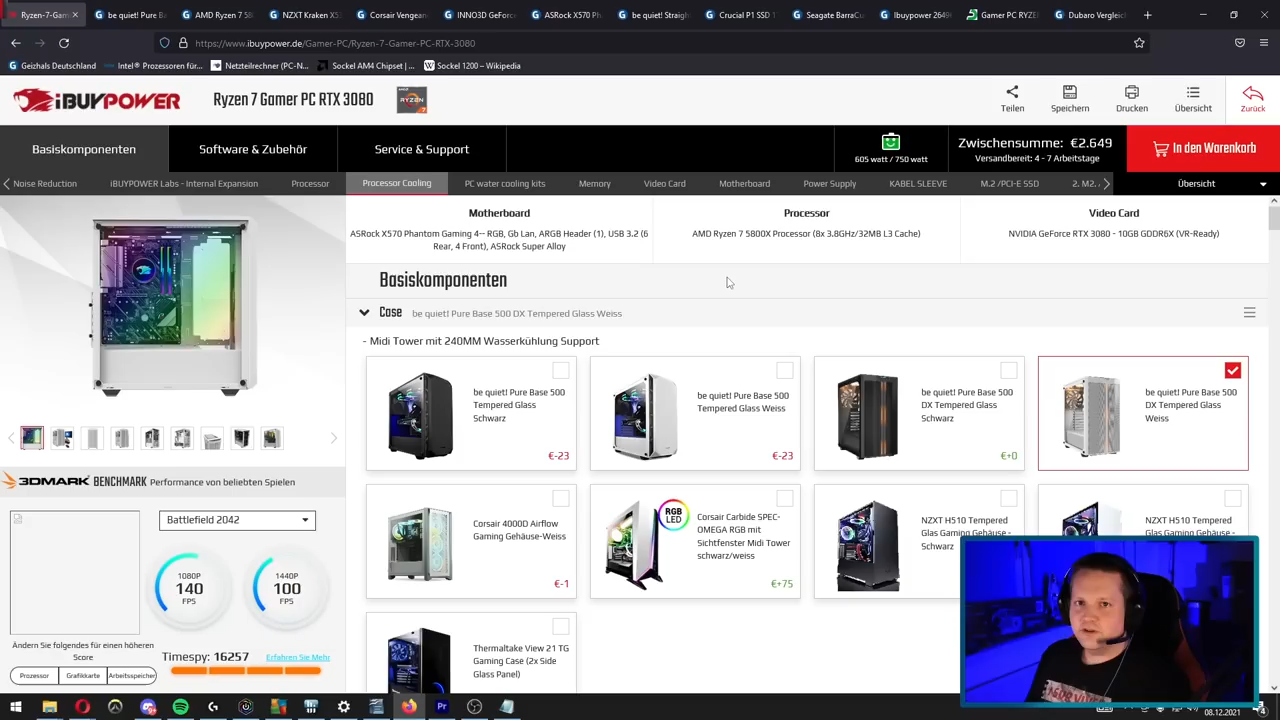 Ryzen-7-Gamer-PC-
be quiet! Pure Base
AMD Ryzen 7 58
NZXT Kraken X53
Corsair Vengean
INNO3D GeForce
ASRock X570 Ph
be quiet! Straigh
Crucial P1 SSD 1
Seagate BarraCu
Ibuypower 2649
Gamer PC RYZE
Dubaro Vergleic
https://www.ibuypower.de/Gamer-PC/Ryzen-7-Gamer-PC-RTX-3080
Geizhals Deutschland
Intel® Prozessoren für...
Netzteilrechner (PC-N...
Sockel AM4 Chipset |...
Sockel 1200 – Wikipedia
iBUYPOWER
Ryzen 7 Gamer PC RTX 3080
AMD RYZEN
Teilen
Speichern
Drucken
Übersicht
Zurück
Basiskomponenten
Software & Zubehör
Service & Support
605 watt / 750 watt
Zwischensumme: €2.649
Versandbereit: 4 - 7 Arbeitstage
In den Warenkorb
Noise Reduction
iBUYPOWER Labs - Internal Expansion
Processor
Processor Cooling
PC water cooling kits
Memory
Video Card
Motherboard
Power Supply
KABEL SLEEVE
M.2 /PCI-E SSD
2. M2.
Übersicht
Motherboard
ASRock X570 Phantom Gaming 4-- RGB, Gb Lan, ARGB Header (1), USB 3.2 (6
Rear, 4 Front), ASRock Super Alloy
Processor
AMD Ryzen 7 5800X Processor (8x 3.8GHz/32MB L3 Cache)
Video Card
NVIDIA GeForce RTX 3080 - 10GB GDDR6X (VR-Ready)
Basiskomponenten
Case be quiet! Pure Base 500 DX Tempered Glass Weiss
- Midi Tower mit 240MM Wasserkühlung Support
be quiet! Pure Base 500
Tempered Glass
Schwarz
€-23
be quiet! Pure Base 500
Tempered Glass Weiss
€-23
be quiet! Pure Base 500
DX Tempered Glass
Schwarz
€+0
be quiet! Pure Base 500
DX Tempered Glass
Weiss
Corsair 4000D Airflow
Gaming Gehäuse-Weiss
€-1
RGB
LED
Corsair Carbide SPEC-
OMEGA RGB mit
Sichtfenster Midi Tower
schwarz/weiss
€+75
NZXT H510 Tempered
Glas Gaming Gehäuse -
Schwarz
NZXT H510 Tempered
Glas Gaming Gehäuse -
Thermaltake View 21 TG
Gaming Case (2x Side
Glass Panel)
3DMARK BENCHMARK Performance von beliebten Spielen
Battlefield 2042
1080P
140
FPS
1440P
100
FPS
Ändern Sie folgendes für einen höheren
Score
Prozessor
Grafikkarte
Arbeitsspeicher
Timespy: 16257
Erfahren Sie Mehr
08.12.2021